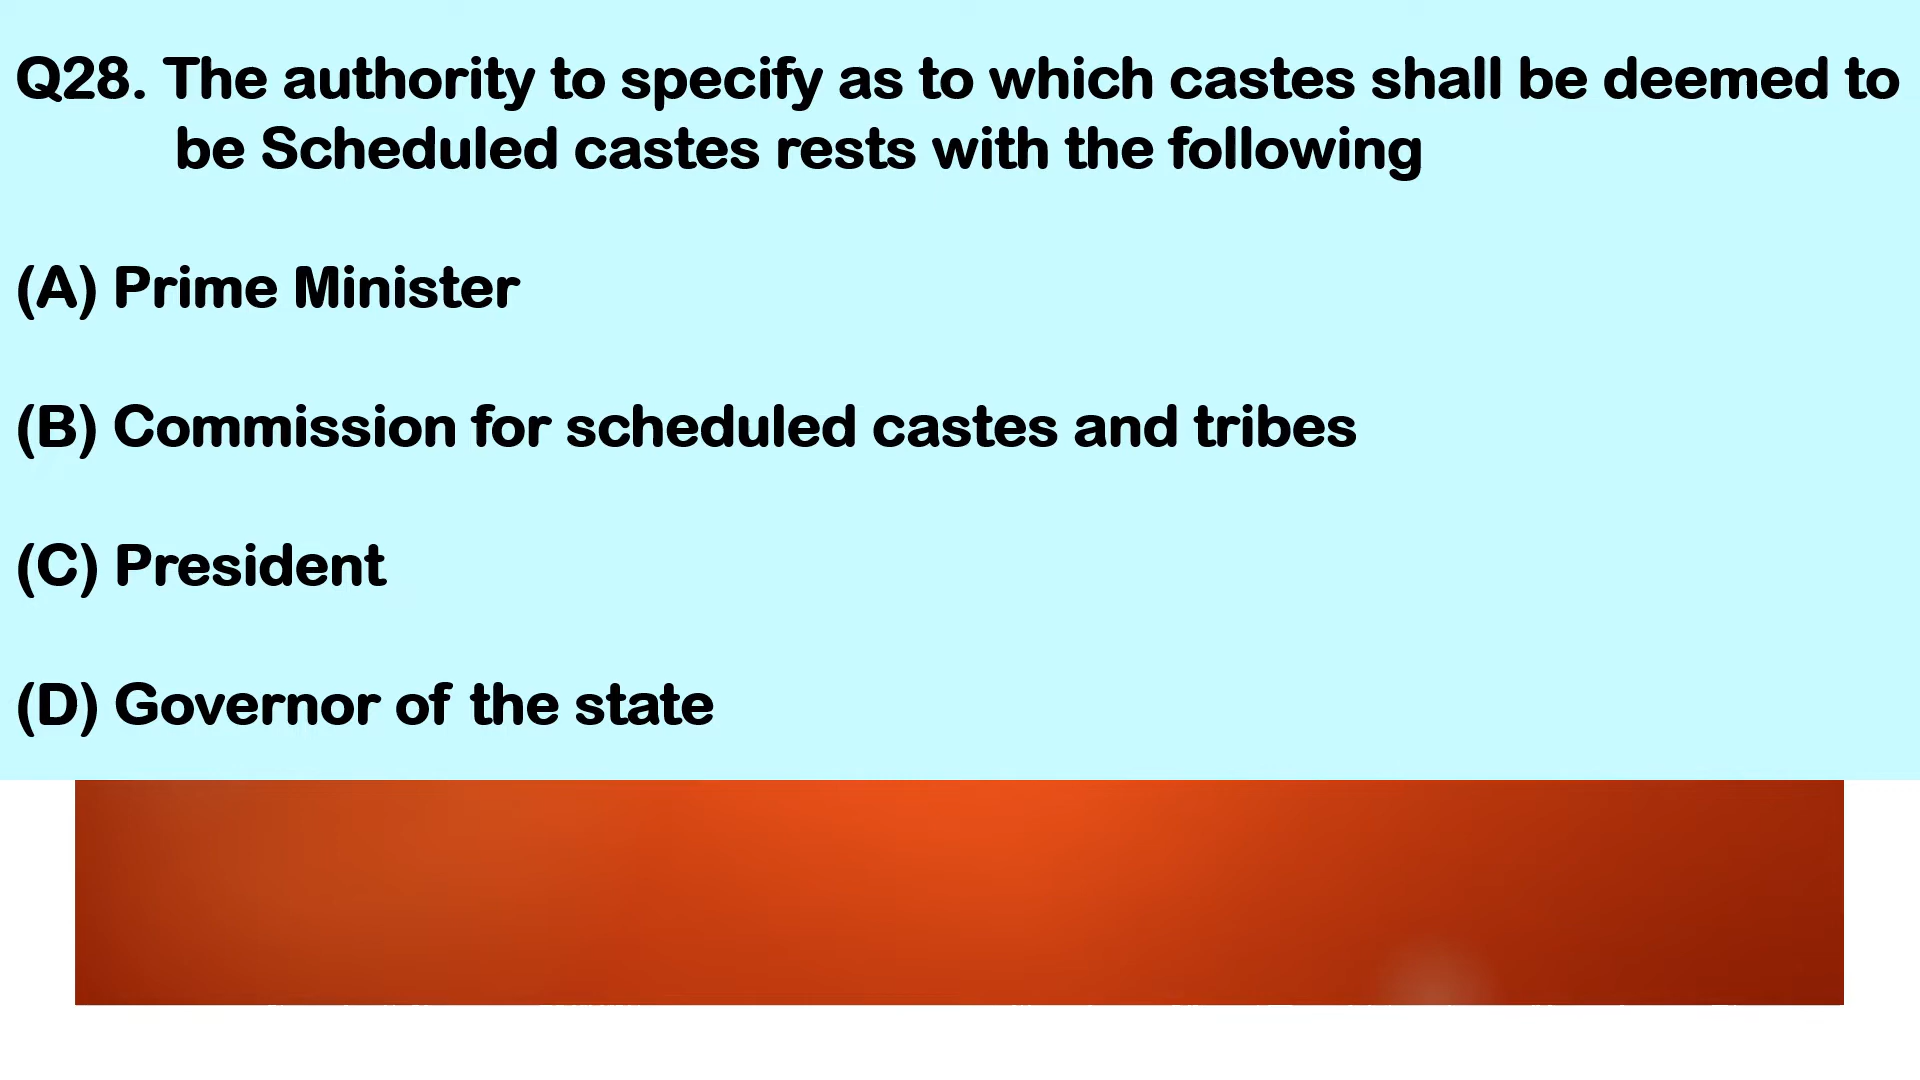 Q28. The authority to specify as to which castes shall be deemed to
be Scheduled castes rests with the following
(A) Prime Minister
(B) Commission for scheduled castes and tribes
(C) President
(D) Governor of the state